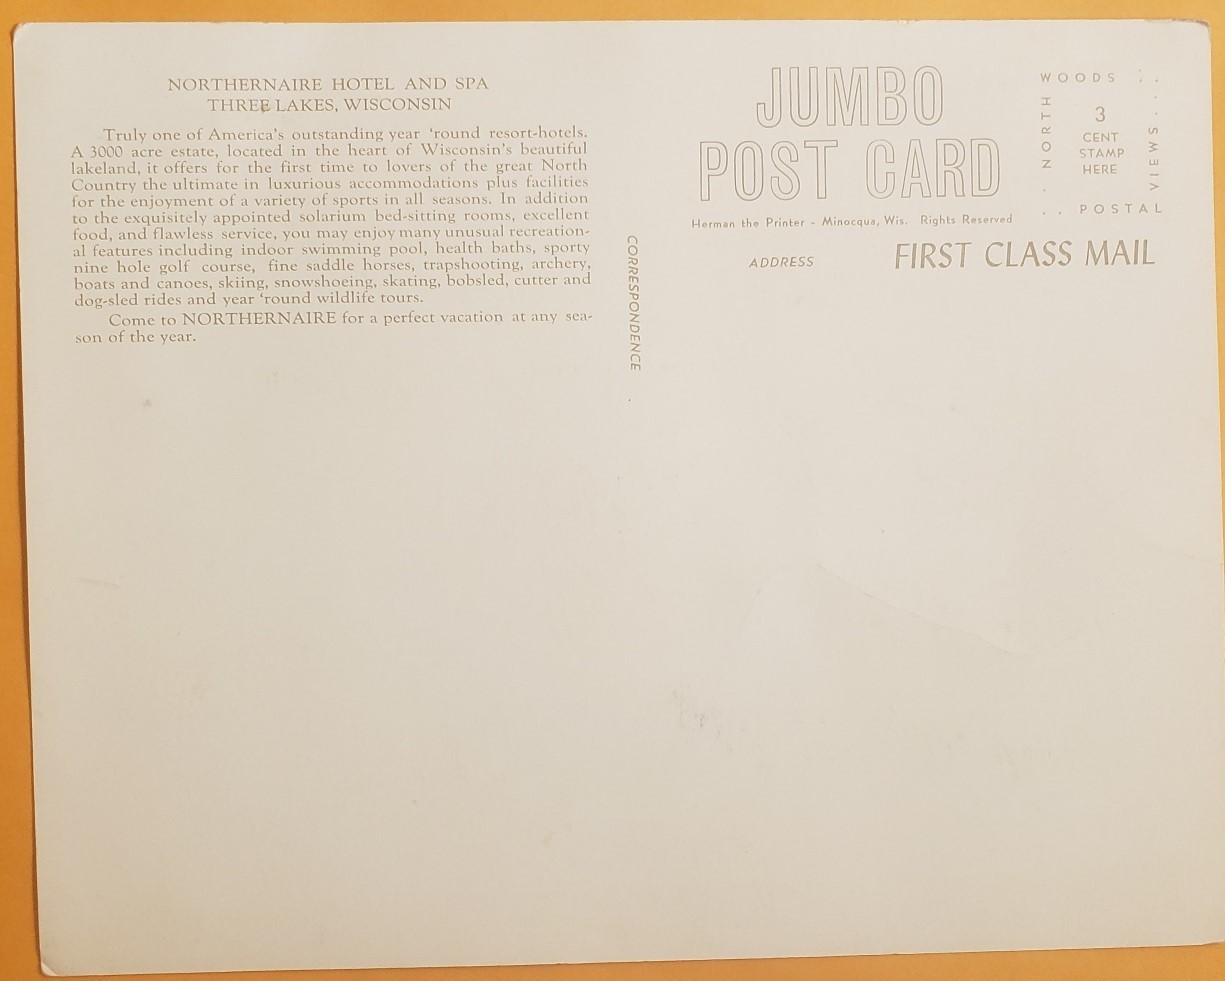 NORTHERNAIRE HOTEL AND SPA
THREE LAKES, WISCONSIN
Truly one of America's outstanding year 'round resort-hotels.
A 3000 acre estate, located in the heart of Wisconsin's beautiful
lakeland, it offers for the first time to lovers of the great North
Country the ultimate in luxurious accommodations plus facilities
for the enjoyment of a variety of sports in all seasons. In addition
to the exquisitely appointed solarium bed-sitting rooms, excellent
food, and flawless service, you may enjoy many unusual recreation-
al features including indoor swimming pool, health baths, sporty
nine hole golf course, fine saddle horses, trapshooting, archery,
boats and canoes, skiing, snowshoeing, skating, bobsled, cutter and
dog-sled rides and year 'round wildlife tours.
Come to NORTHERNAIRE for a perfect vacation at any sea-
son of the year.
CORRESPONDENCE
JUMBO
POST CARD
Herman the Printer - Minocqua, Wis. Rights Reserved
ADDRESS
FIRST CLASS MAIL
. NORTH
WOODS . .
. . POSTAL
VIEWS . . .
3
CENT
STAMP
HERE